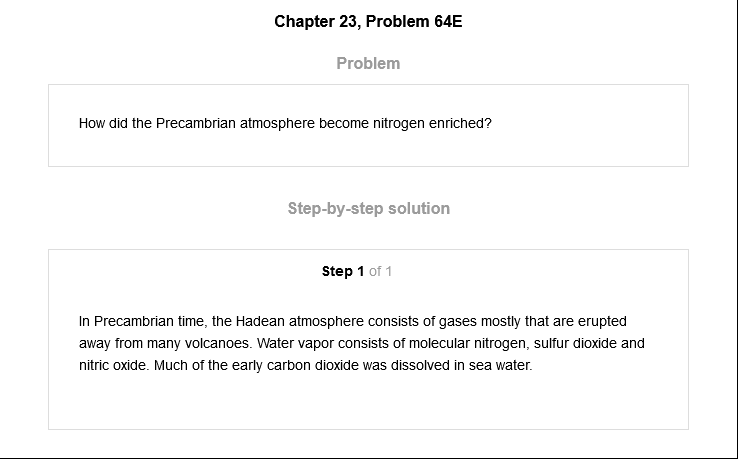 Chapter 23, Problem 64E
Problem
How did the Precambrian atmosphere become nitrogen enriched?
Step-by-step solution
Step 1 of 1
In Precambrian time, the Hadean atmosphere consists of gases mostly that are erupted
away from many volcanoes. Water vapor consists of molecular nitrogen, sulfur dioxide and
nitric oxide. Much of the early carbon dioxide was dissolved in sea water.